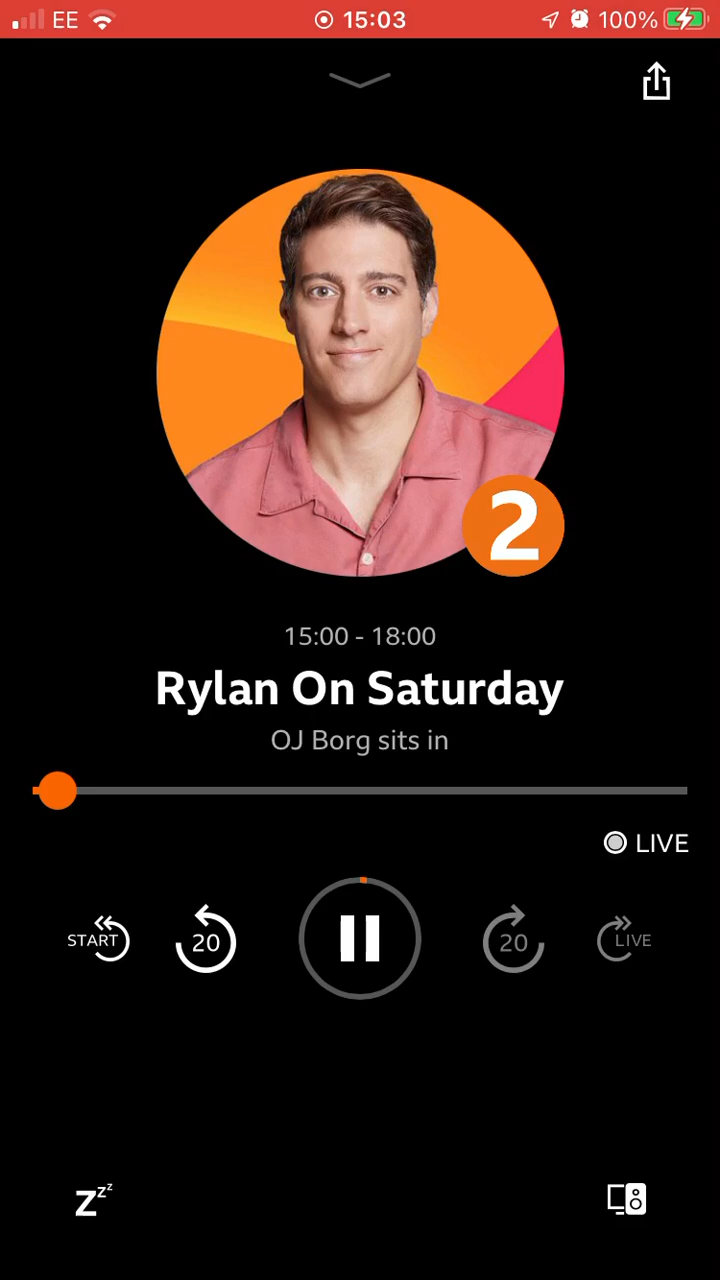 EE 15:03 100%
2
15:00 - 18:00
Rylan On Saturday
OJ Borg sits in
LIVE
START 20 20 LIVE
Zzz